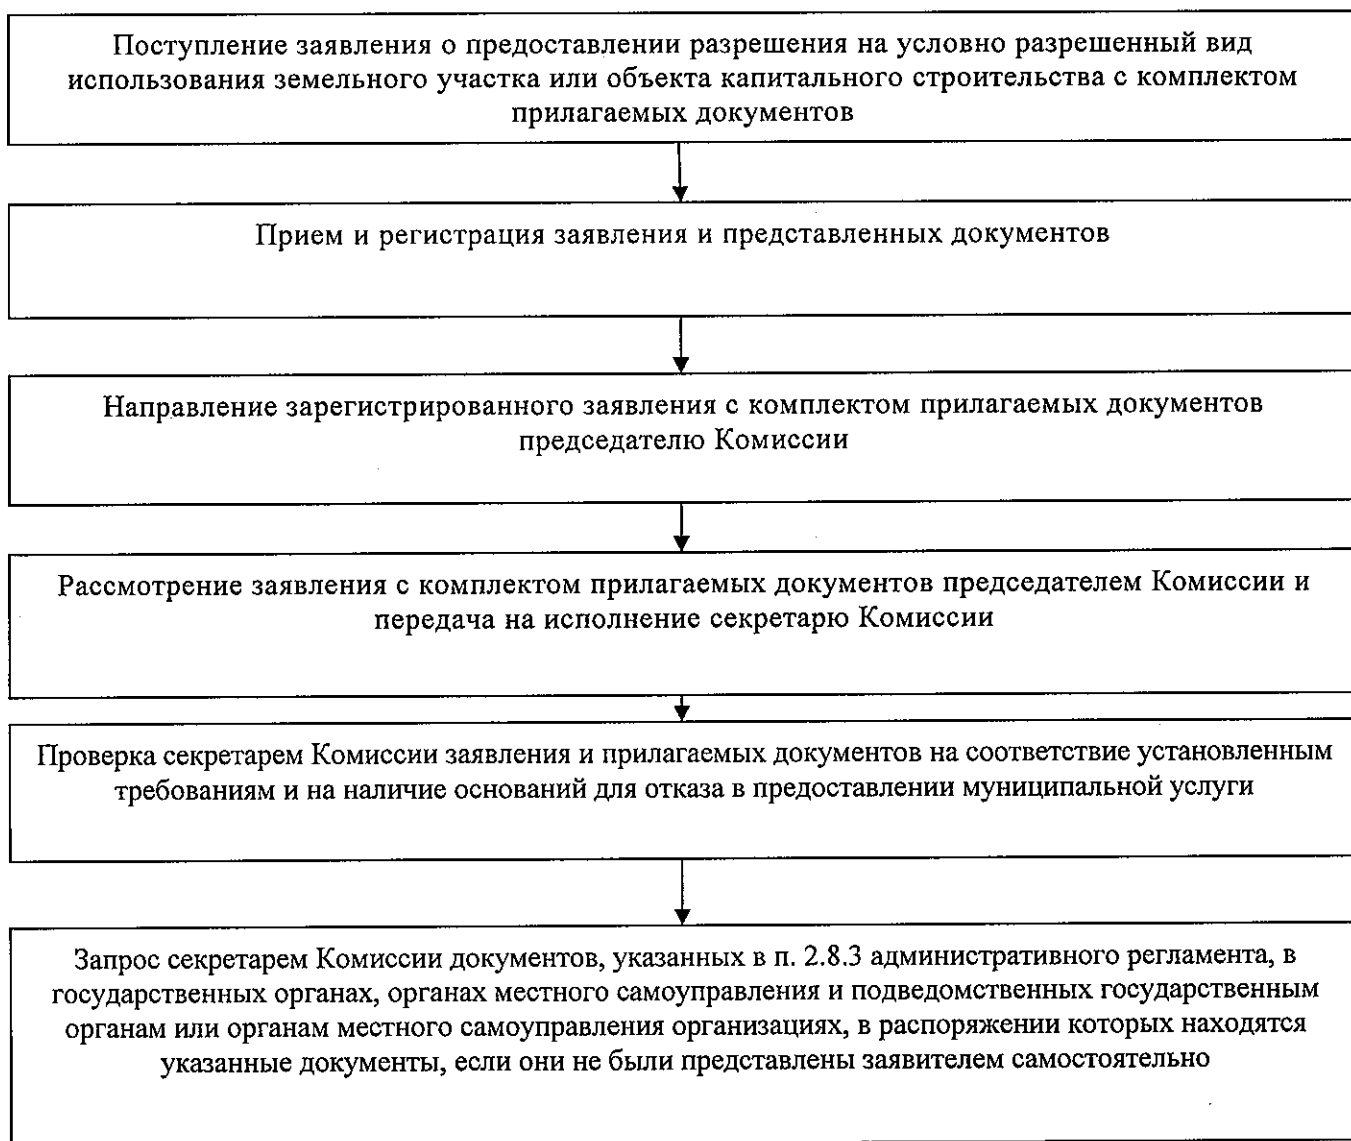 Поступление заявления о предоставлении разрешения на условно разрешенный вид
использования земельного участка или объекта капитального строительства с комплектом
прилагаемых документов
Прием и регистрация заявления и представленных документов
Направление зарегистрированного заявления с комплектом прилагаемых документов
председателю Комиссии
Рассмотрение заявления с комплектом прилагаемых документов председателем Комиссии и
передача на исполнение секретарю Комиссии
Проверка секретарем Комиссии заявления и прилагаемых документов на соответствие установленным
требованиям и на наличие оснований для отказа в предоставлении муниципальной услуги
Запрос секретарем Комиссии документов, указанных в п. 2.8.3 административного регламента, в
государственных органах, органах местного самоуправления и подведомственных государственным
органам или органам местного самоуправления организациях, в распоряжении которых находятся
указанные документы, если они не были представлены заявителем самостоятельно